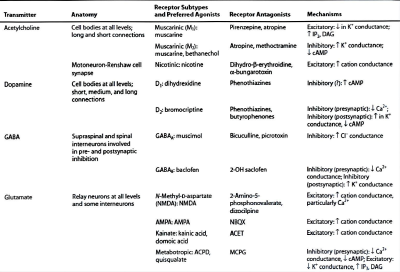 Transmitter Anatomy Receptor Subtypes and Preferred Agonists Receptor Antagonists Mechanisms
Acetylcholine Cell bodies at all levels; long and short connections Muscarinic (M₁): muscarine Pirenzepine, atropine Excitatory: ↓ in K⁺ conductance; ↑ IP₃, DAG
Muscarinic (M₂): muscarine, bethanechol Atropine, methoctramine Inhibitory: ↑ K⁺ conductance; ↓ cAMP
Motoneuron-Renshaw cell synapse Nicotinic: nicotine Dihydro-β-erythroidine, α-bungarotoxin Excitatory: ↑ cation conductance
Dopamine Cell bodies at all levels; short, medium, and long connections D₁: dihydrexidine Phenothiazines Inhibitory (?): ↑ cAMP
D₂: bromocriptine Phenothiazines, butyrophenones Inhibitory (presynaptic): ↓ Ca²⁺; Inhibitory (postsynaptic): ↑ in K⁺ conductance, ↓ cAMP
GABA Supraspinal and spinal interneurons involved in pre- and postsynaptic inhibition GABA_A: muscimol Bicuculline, picrotoxin Inhibitory: ↑ Cl⁻ conductance
GABA_B: baclofen 2-OH saclofen Inhibitory (presynaptic): ↓ Ca²⁺ conductance; Inhibitory (postsynaptic): ↑ K⁺ conductance
Glutamate Relay neurons at all levels and some interneurons N-Methyl-D-aspartate (NMDA): NMDA 2-Amino-5-phosphonovalerate, dizocilpine Excitatory: ↑ cation conductance, particularly Ca²⁺
AMPA: AMPA NBQX Excitatory: ↑ cation conductance
Kainate: kainic acid, domoic acid ACET Excitatory: ↑ cation conductance
Metabotropic: ACPD, quisqualate MCPG Inhibitory (presynaptic): ↓ Ca²⁺ conductance, ↓ cAMP; Excitatory: ↓ K⁺ conductance, ↑ IP₃, DAG